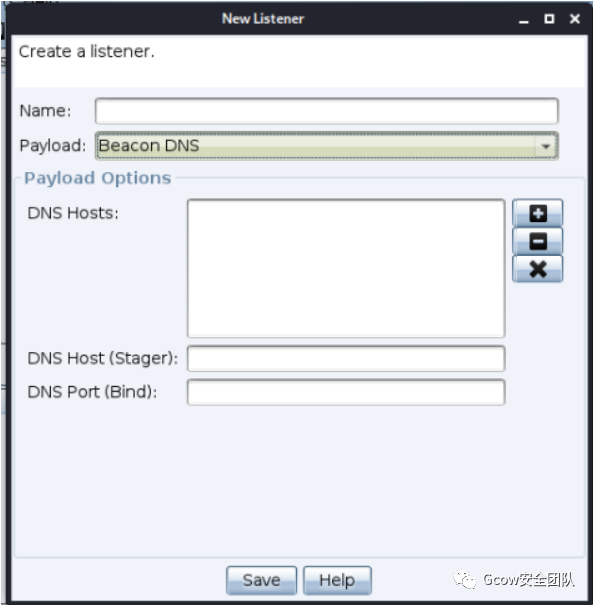 New Listener
Create a listener.
Name:
Payload: Beacon DNS
Payload Options
DNS Hosts:
DNS Host (Stager):
DNS Port (Bind):
Save Help
Gcow安全团队